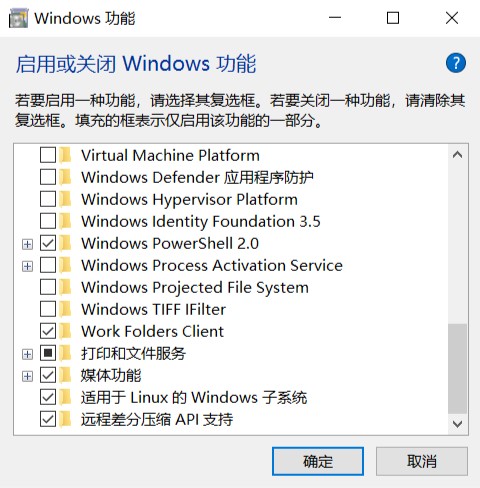 Windows 功能
启用或关闭 Windows 功能
?
若要启用一种功能，请选择其复选框。若要关闭一种功能，请清除其
复选框。填充的框表示仅启用该功能的一部分。
Virtual Machine Platform
Windows Defender 应用程序防护
Windows Hypervisor Platform
Windows Identity Foundation 3.5
Windows PowerShell 2.0
Windows Process Activation Service
Windows Projected File System
Windows TIFF IFilter
Work Folders Client
打印和文件服务
媒体功能
适用于 Linux 的 Windows 子系统
远程差分压缩 API 支持
确定
取消